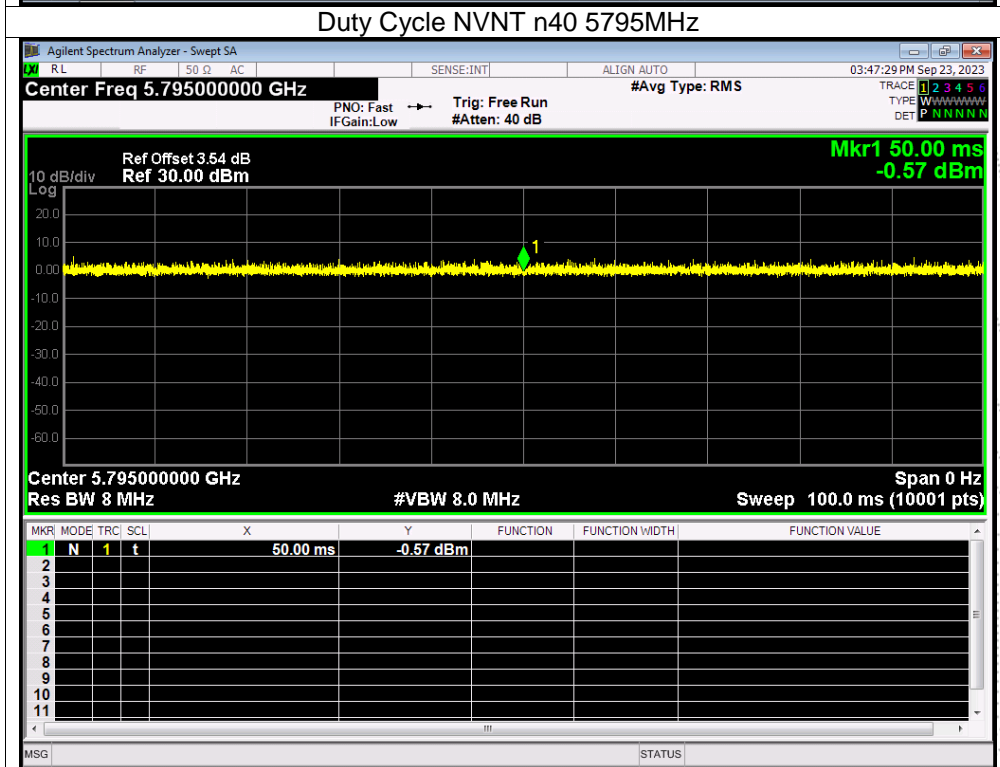 Duty Cycle NVNT n40 5795MHz
Agilent Spectrum Analyzer - Swept SA
LXI RL RF 50 Ω AC SENSE:INT ALIGN AUTO 03:47:29 PM Sep 23, 2023
Center Freq 5.795000000 GHz #Avg Type: RMS TRACE 1 2 3 4 5 6
PNO: Fast Trig: Free Run TYPE WWWWWW
IFGain:Low #Atten: 40 dB DET P N N N N N
Mkr1 50.00 ms
Ref Offset 3.54 dB
10 dB/div Ref 30.00 dBm -0.57 dBm
Log
20.0
10.0
1
0.00
-10.0
-20.0
-30.0
-40.0
-50.0
-60.0
Center 5.795000000 GHz Span 0 Hz
Res BW 8 MHz #VBW 8.0 MHz Sweep 100.0 ms (10001 pts)
MKR MODE TRC SCL X Y FUNCTION FUNCTION WIDTH FUNCTION VALUE
1 N 1 t 50.00 ms -0.57 dBm
2
3
4
5
6
7
8
9
10
11
MSG STATUS